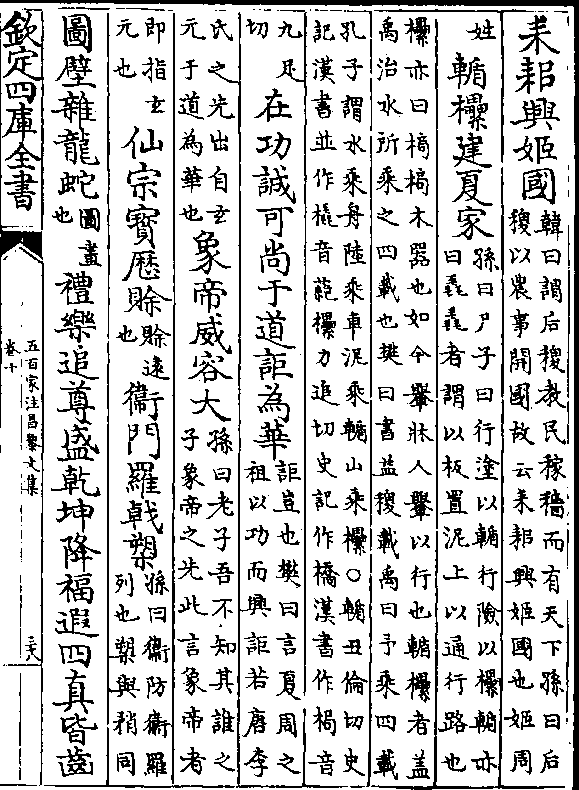 耒耜興姬國韓曰謂后稷教民稼穡而有天下孫曰后
稷以農事開國故云耒耜興姬國也姬周
姓輴欙建夏家孫曰尸子曰行塗以輴行險以欙輴亦
曰毳毳者謂以板置泥上以通行路也
欙亦曰梮梮木器也如今轝牀人轝以行也輴欙者盖
禹治水所乘之四載也樊曰書益稷載禹曰予乘四載
孔子謂水乘舟陸乘車泥乘輴山乘欙○輴丑倫切史
記漢書並作橇音蕝欙力追切史記作橋漢書作梮音
九足
切在功誠可尚于道詎為華詎豈也樊曰言夏周之
祖以功而興詎若唐李
氏之先出自玄
元于道為華也象帝威容大孫曰老子吾不知其誰之
子象帝之先此言象帝者
即指玄
元也仙宗寶歷賒賒遠
也衞門羅戟槊孫曰衞防衞羅
列也槊與矟同
圖壁雜龍蛇圖畫
也禮樂追尊盛乾坤降福遐四真皆齒
欽定四庫全書
五百家注昌黎文集
卷十